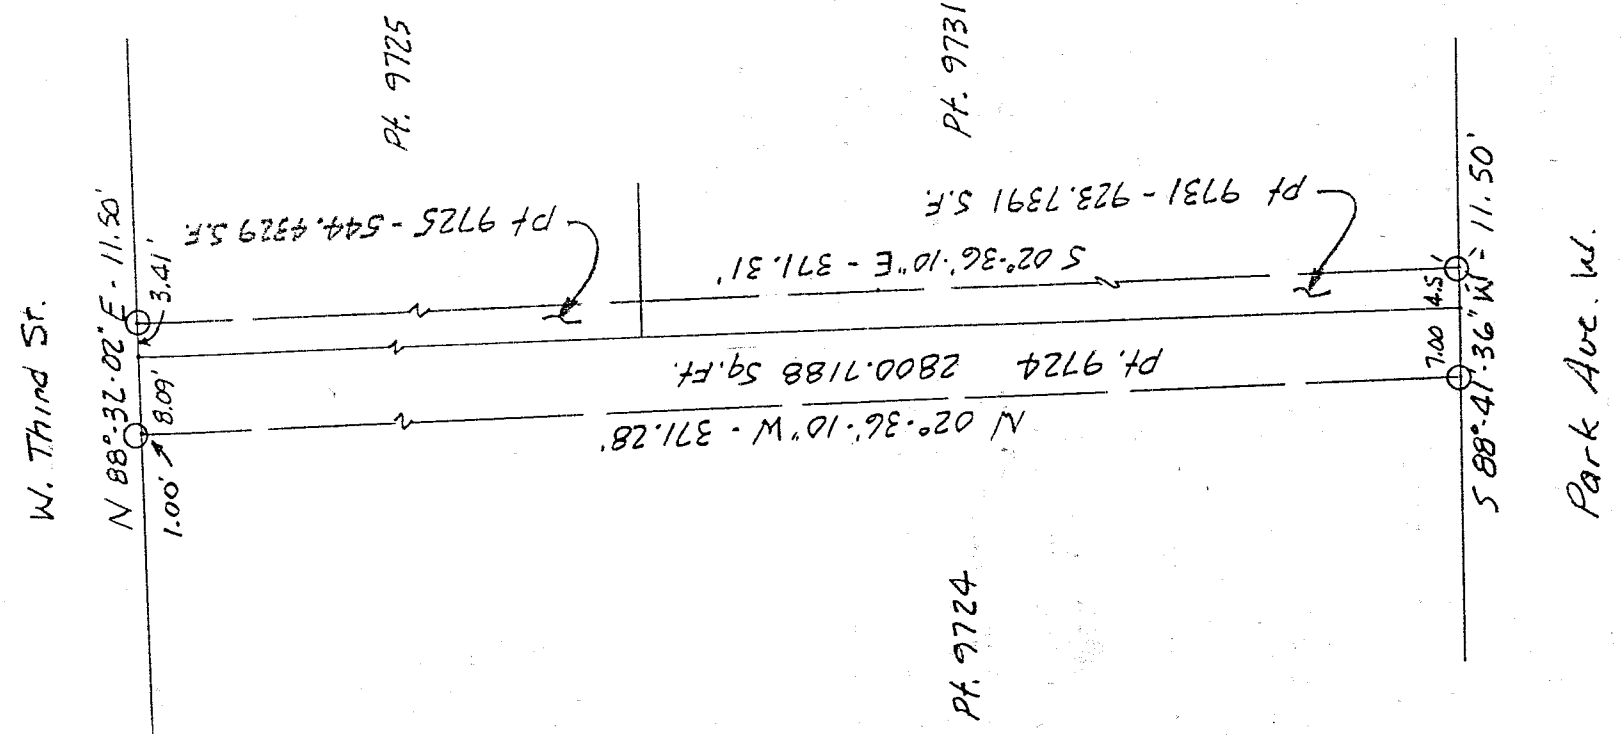 W. Third St.
N 88°-32'-02" E - 11.50'
1.00'
8.09'
3.41'
Pt. 9725
Pt 9725 - 544.4329 S.F.
Pt. 9731
Pt 9731 - 923.7391 S.F.
S 02°-36'-10" E - 371.31'
Pt. 9724 2800.7188 Sq.Ft.
N 02°-36'-10" W - 371.28'
Pt. 9724
7.00
4.5'
S 88°-41'-36" W - 11.50'
Park Ave. W.